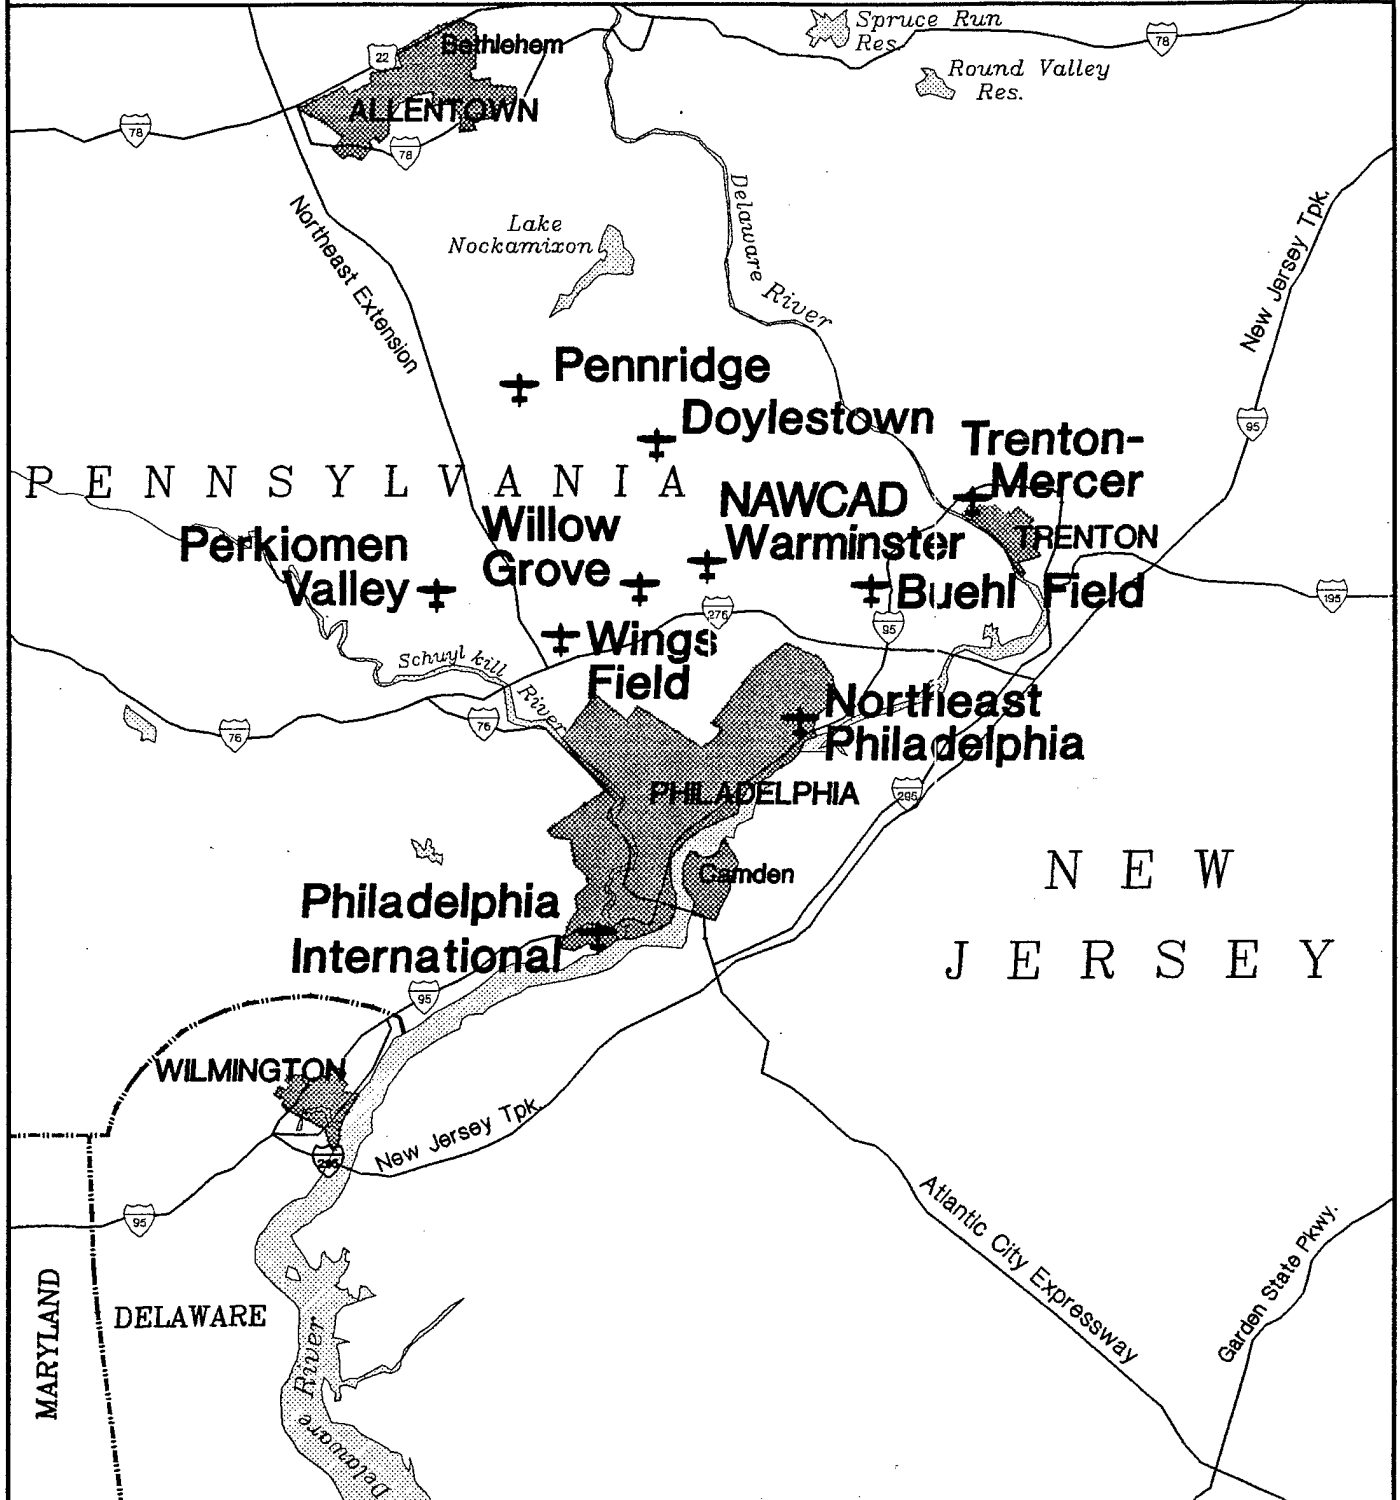 Spruce Run
Res.
78
Bethlehem
22
Round Valley
Res.
ALLENTOWN
78
78
Delaware
River
Northeast Extension
Lake
Nockamixon
New Jersey Tpk.
Pennridge
Doylestown
95
Trenton-
Mercer
PENNSYLVANIA
NAWCAD
Warminster
Willow
Grove
TRENTON
Perkiomen
Valley
Buehl Field
195
276
95
Wings
Field
Schuylkill
River
Northeast
Philadelphia
76
76
PHILADELPHIA
295
NEW
JERSEY
Camden
Philadelphia
International
95
WILMINGTON
New Jersey Tpk.
295
95
Atlantic City Expressway
Garden State Pkwy.
MARYLAND
DELAWARE
Delaware River